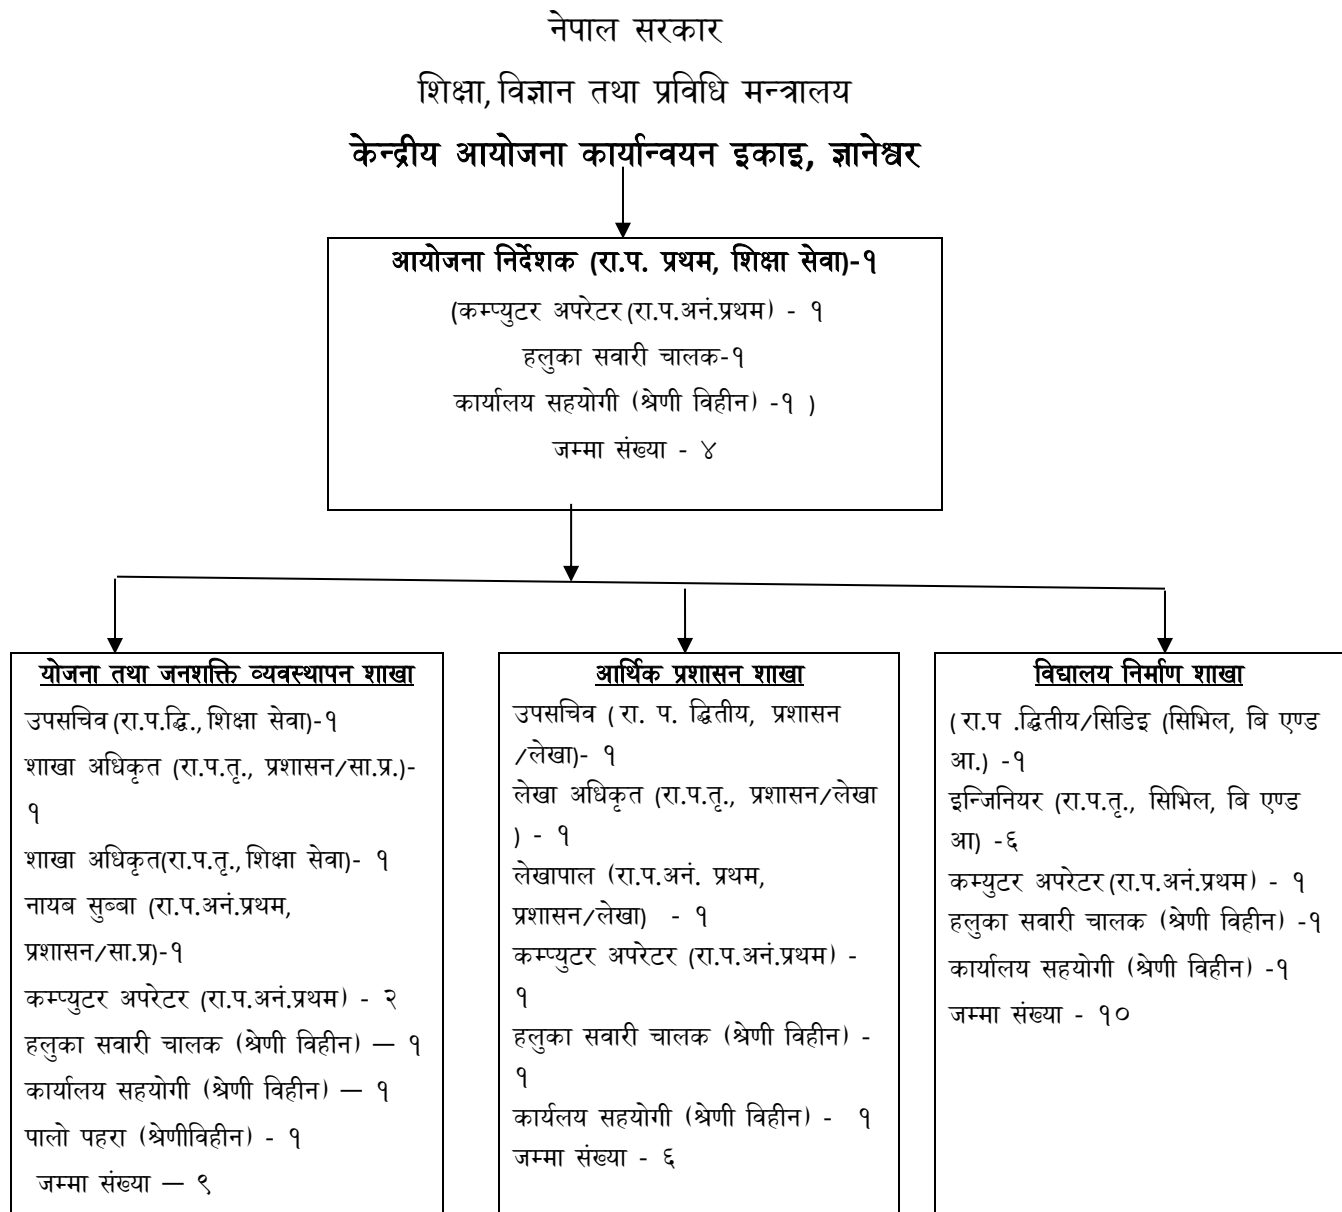 नेपाल सरकार
शिक्षा, विज्ञान तथा प्रविधि मन्त्रालय
केन्द्रीय आयोजना कार्यान्वयन इकाइ, ज्ञानेश्वर
आयोजना निर्देशक (रा.प. प्रथम, शिक्षा सेवा)-१
(कम्प्युटर अपरेटर (रा.प.अनं.प्रथम) - १
हलुका सवारी चालक-१
कार्यालय सहयोगी (श्रेणी विहीन) -१ )
जम्मा संख्या - ४
योजना तथा जनशक्ति व्यवस्थापन शाखा
उपसचिव (रा.प.द्धि., शिक्षा सेवा)-१
शाखा अधिकृत (रा.प.तृ., प्रशासन/सा.प्र.)-
१
शाखा अधिकृत(रा.प.तृ., शिक्षा सेवा)- १
नायब सुब्बा (रा.प.अनं.प्रथम,
प्रशासन/सा.प्र)-१
कम्प्युटर अपरेटर (रा.प.अनं.प्रथम) - २
हलुका सवारी चालक (श्रेणी विहीन) — १
कार्यालय सहयोगी (श्रेणी विहीन) — १
पालो पहरा (श्रेणीविहीन) - १
जम्मा संख्या — ९
आर्थिक प्रशासन शाखा
उपसचिव ( रा. प. द्धितीय, प्रशासन
/लेखा)- १
लेखा अधिकृत (रा.प.तृ., प्रशासन/लेखा
) - १
लेखापाल (रा.प.अनं. प्रथम,
प्रशासन/लेखा) - १
कम्प्युटर अपरेटर (रा.प.अनं.प्रथम) -
१
हलुका सवारी चालक (श्रेणी विहीन) -
१
कार्यलय सहयोगी (श्रेणी विहीन) - १
जम्मा संख्या - ६
विद्यालय निर्माण शाखा
( रा.प .द्धितीय/सिडिइ (सिभिल, बि एण्ड
आ.) -१
इन्जिनियर (रा.प.तृ., सिभिल, बि एण्ड
आ) -६
कम्युटर अपरेटर (रा.प.अनं.प्रथम) - १
हलुका सवारी चालक (श्रेणी विहीन) -१
कार्यालय सहयोगी (श्रेणी विहीन) -१
जम्मा संख्या - १०